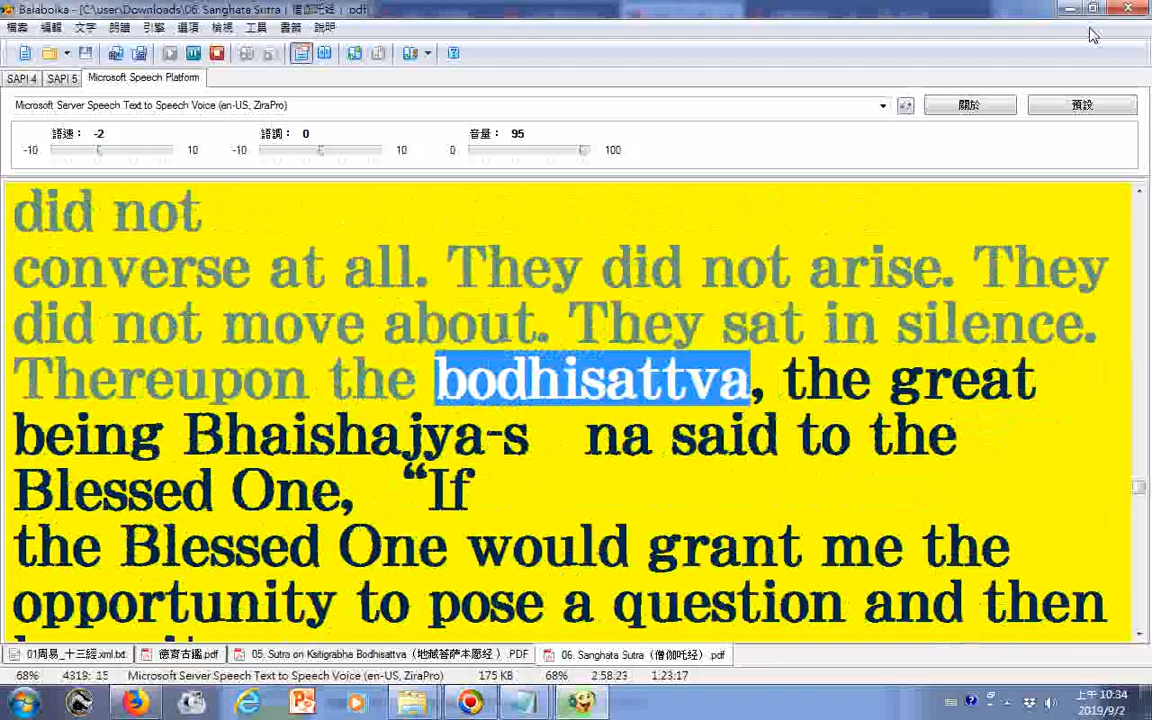 Balabolka - [C:\user\Downloads\06. Sanghata Sutra ( 僧伽吒经 ).pdf]
檔案 編輯 文字 朗讀 引擎 選項 檢視 工具 書籤 說明
SAPI 4 SAPI 5 Microsoft Speech Platform
Microsoft Server Speech Text to Speech Voice (en-US, ZiraPro) 關於 預設
語速： -2 語調： 0 音量： 95
-10 10 -10 10 0 100
did not
converse at all. They did not arise. They
did not move about. They sat in silence.
Thereupon the bodhisattva, the great
being Bhaishajya-s na said to the
Blessed One, “If
the Blessed One would grant me the
opportunity to pose a question and then
01周易_十三經.xml.txt 德育古鑑.pdf 05. Sutra on Ksitigrabha Bodhisattva（地藏菩萨本愿经）.PDF 06. Sanghata Sutra（僧伽吒经）.pdf
68% 4319: 15 Microsoft Server Speech Text to Speech Voice (en-US, ZiraPro) 175 KB 68% 2:58:23 1:23:17
上午 10:34
2019/9/2